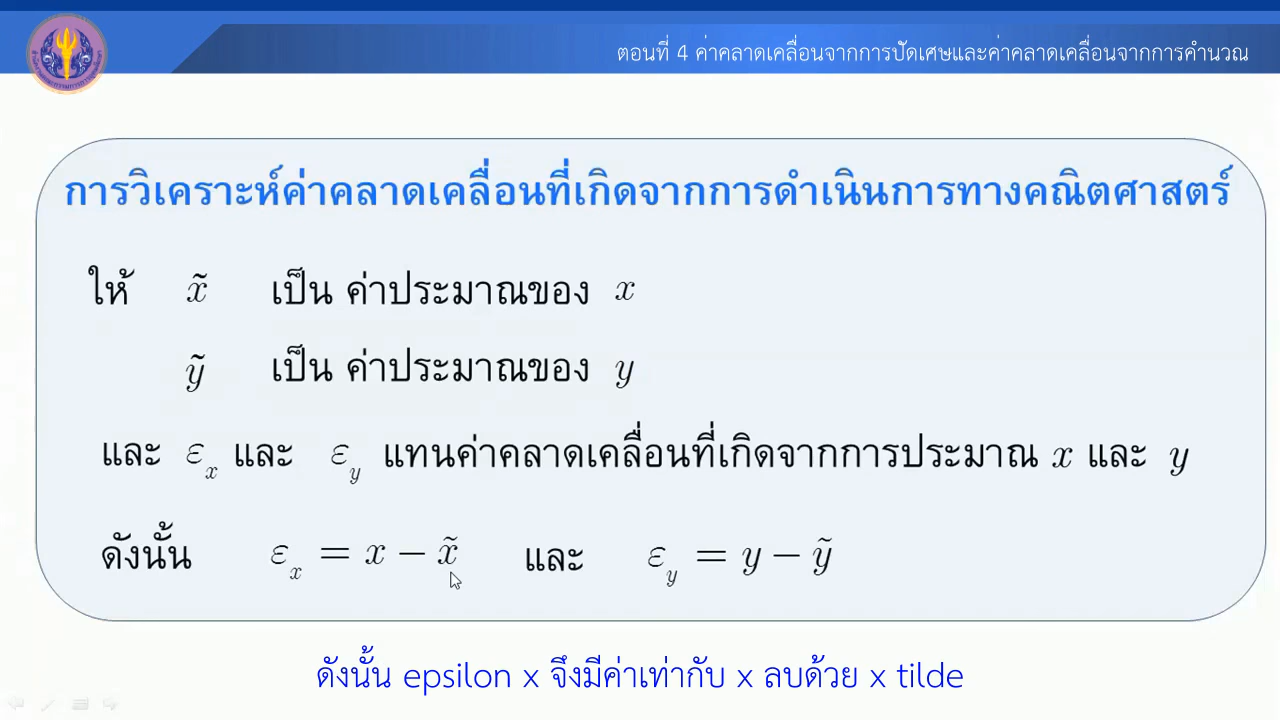 ตอนที่ 4 ค่าคลาดเคลื่อนจากการปัดเศษและค่าคลาดเคลื่อนจากการคำนวณ
การวิเคราะห์ค่าคลาดเคลื่อนที่เกิดจากการดำเนินการทางคณิตศาสตร์
ให้ x̃ เป็น ค่าประมาณของ x
ỹ เป็น ค่าประมาณของ y
และ εₓ และ ε_y แทนค่าคลาดเคลื่อนที่เกิดจากการประมาณ x และ y
ดังนั้น εₓ = x − x̃ และ ε_y = y − ỹ
ดังนั้น epsilon x จึงมีค่าเท่ากับ x ลบด้วย x tilde